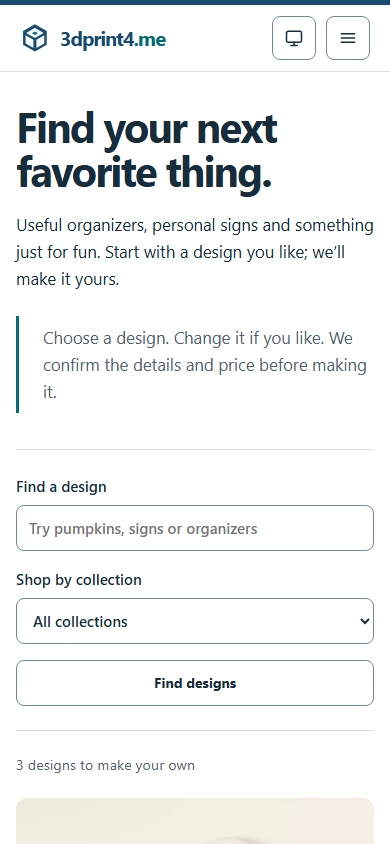 3dprint4.me
Find your next
favorite thing.
Useful organizers, personal signs and something
just for fun. Start with a design you like; we’ll
make it yours.
Choose a design. Change it if you like. We
confirm the details and price before making
it.
Find a design
Try pumpkins, signs or organizers
Shop by collection
All collections
Find designs
3 designs to make your own